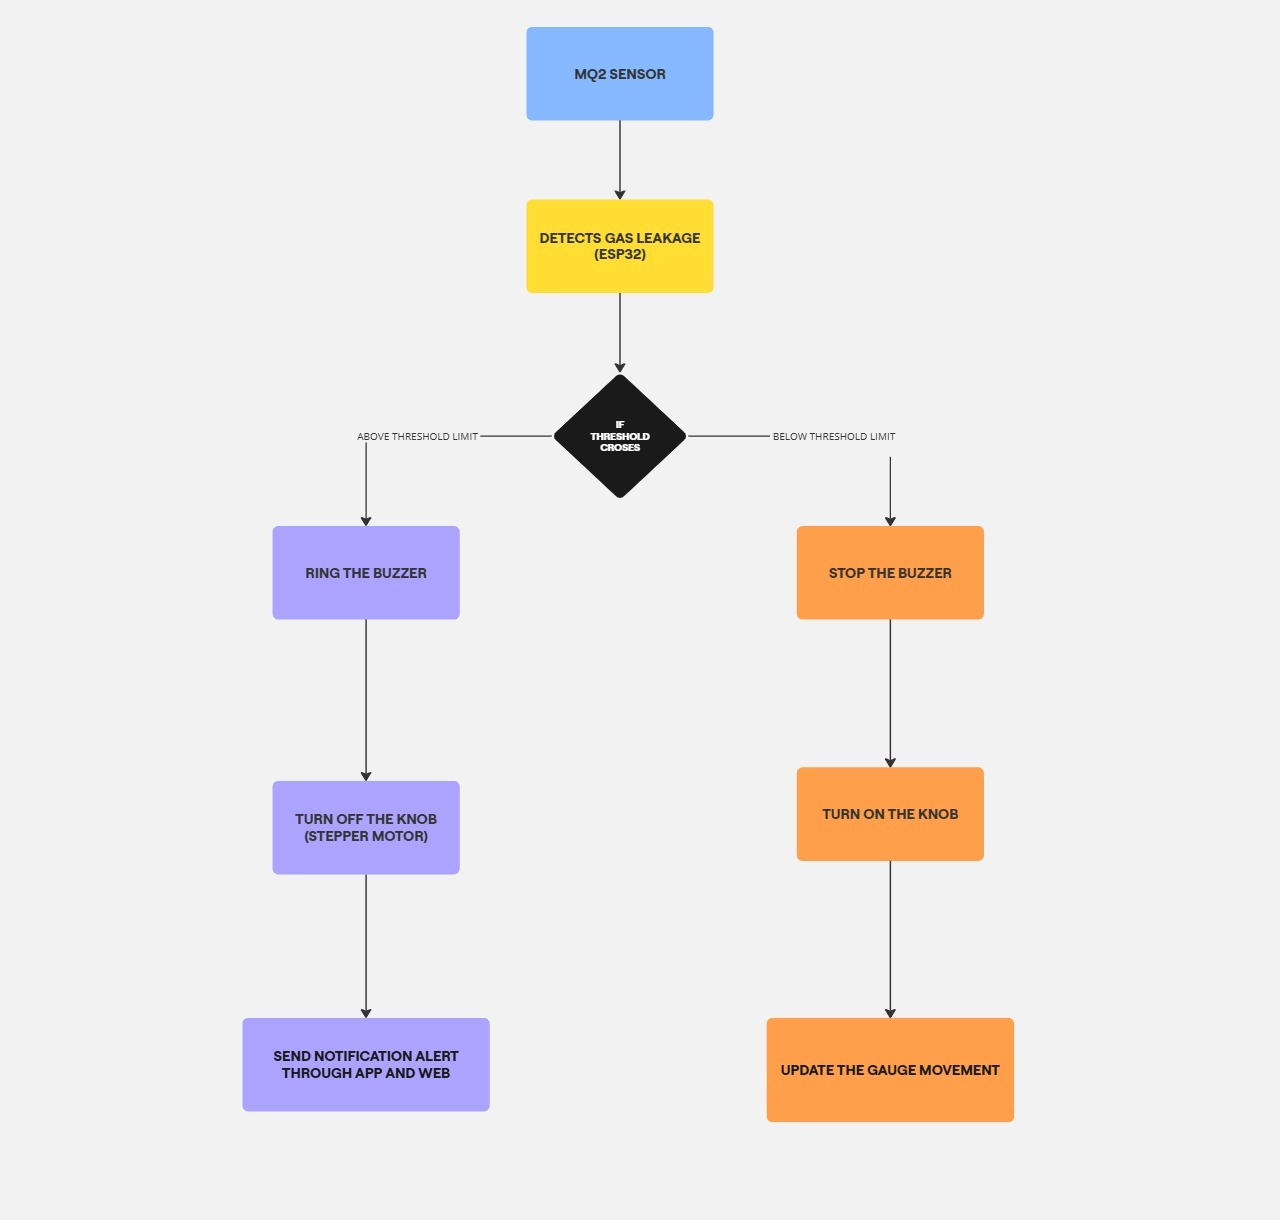 MQ2 SENSOR
DETECTS GAS LEAKAGE
(ESP32)
IF
THRESHOLD
CROSES
ABOVE THRESHOLD LIMIT
BELOW THRESHOLD LIMIT
RING THE BUZZER
STOP THE BUZZER
TURN OFF THE KNOB
(STEPPER MOTOR)
TURN ON THE KNOB
SEND NOTIFICATION ALERT
THROUGH APP AND WEB
UPDATE THE GAUGE MOVEMENT